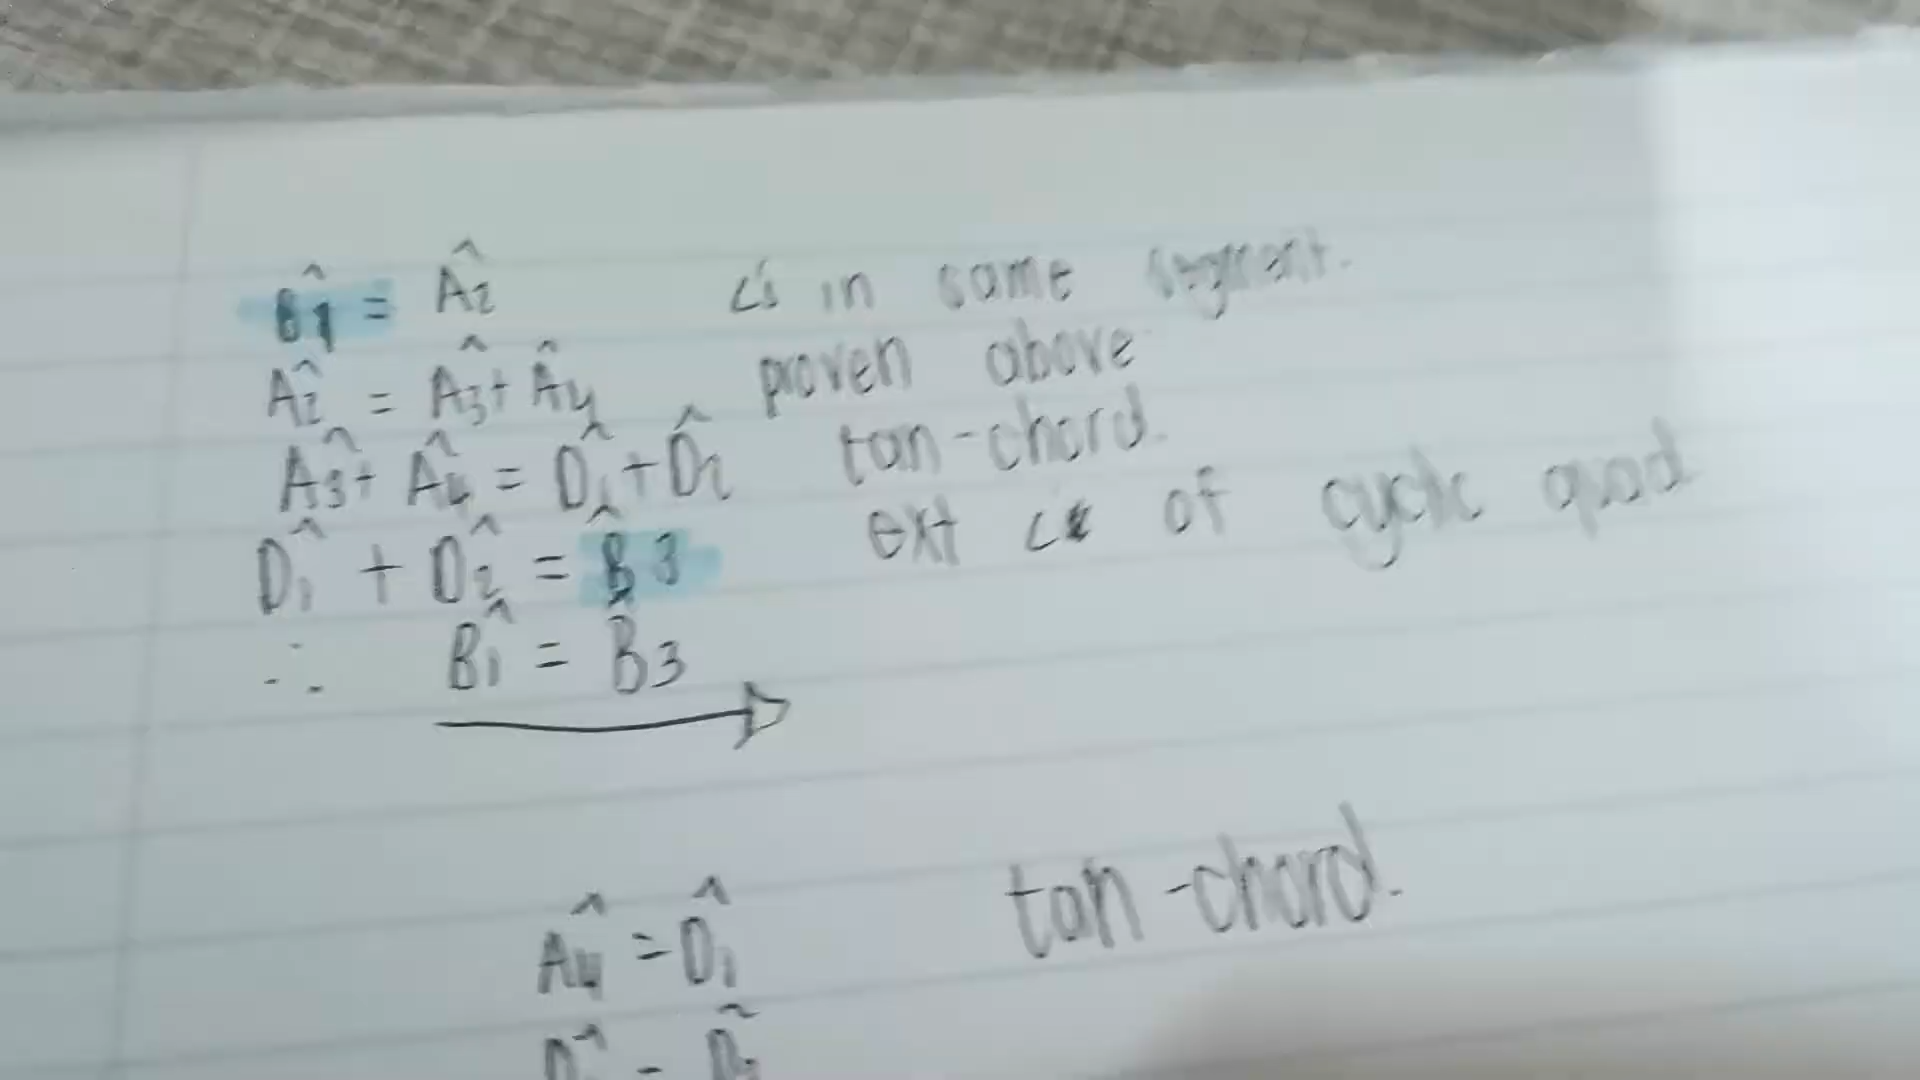 B̂1 = Â2 ∠'s in same segment.
Â2 = Â3 + Â4 proven above
Â3 + Â4 = D̂1 + D̂2 tan-chord.
D̂1 + D̂2 = B̂3 ext ∠ of cyclic quad
∴ B̂1 = B̂3
Â4 = D̂1 tan-chord.